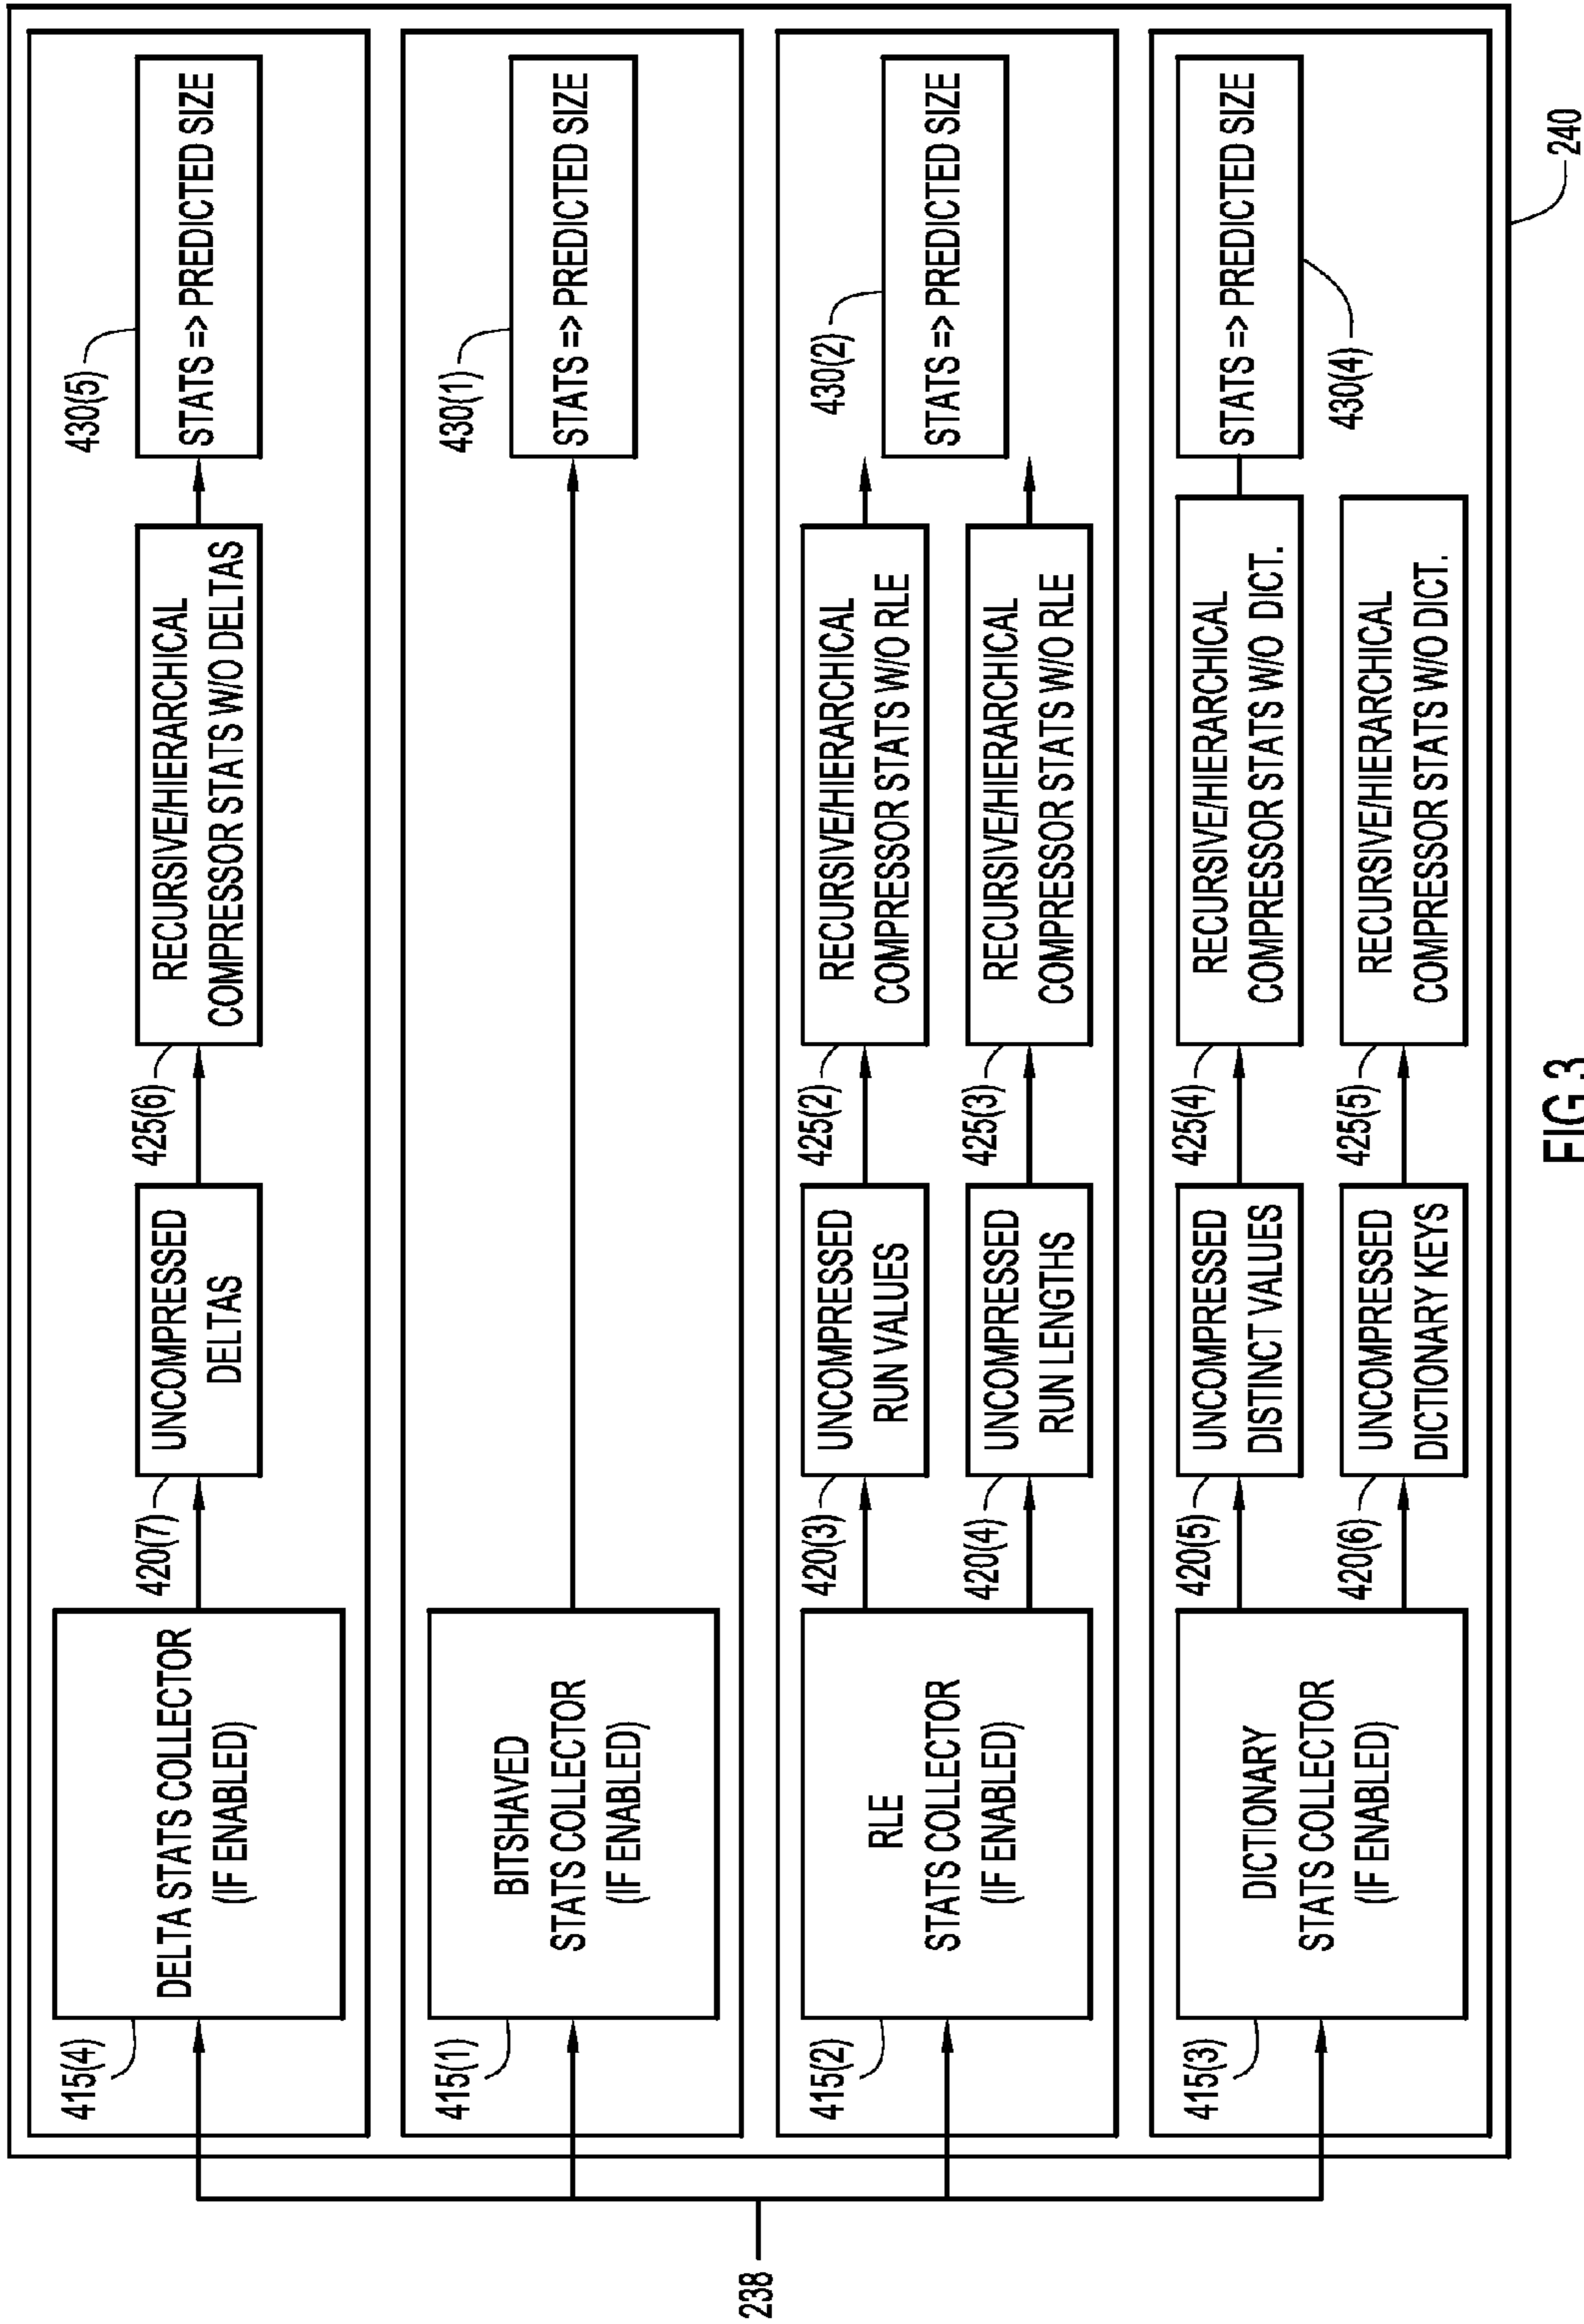 238
240
415(4)
DELTA STATS COLLECTOR
(IF ENABLED)
420(7)
UNCOMPRESSED
DELTAS
425(6)
RECURSIVE/HIERARCHICAL
COMPRESSOR STATS W/O DELTAS
430(5)
STATS => PREDICTED SIZE
415(1)
BITSHAVED
STATS COLLECTOR
(IF ENABLED)
430(1)
STATS => PREDICTED SIZE
415(2)
RLE
STATS COLLECTOR
(IF ENABLED)
420(3)
UNCOMPRESSED
RUN VALUES
425(2)
RECURSIVE/HIERARCHICAL
COMPRESSOR STATS W/O RLE
430(2)
STATS => PREDICTED SIZE
420(4)
UNCOMPRESSED
RUN LENGTHS
425(3)
RECURSIVE/HIERARCHICAL
COMPRESSOR STATS W/O RLE
415(3)
DICTIONARY
STATS COLLECTOR
(IF ENABLED)
420(5)
UNCOMPRESSED
DISTINCT VALUES
425(4)
RECURSIVE/HIERARCHICAL
COMPRESSOR STATS W/O DICT.
STATS => PREDICTED SIZE
430(4)
420(6)
UNCOMPRESSED
DICTIONARY KEYS
425(5)
RECURSIVE/HIERARCHICAL
COMPRESSOR STATS W/O DICT.
FIG.3